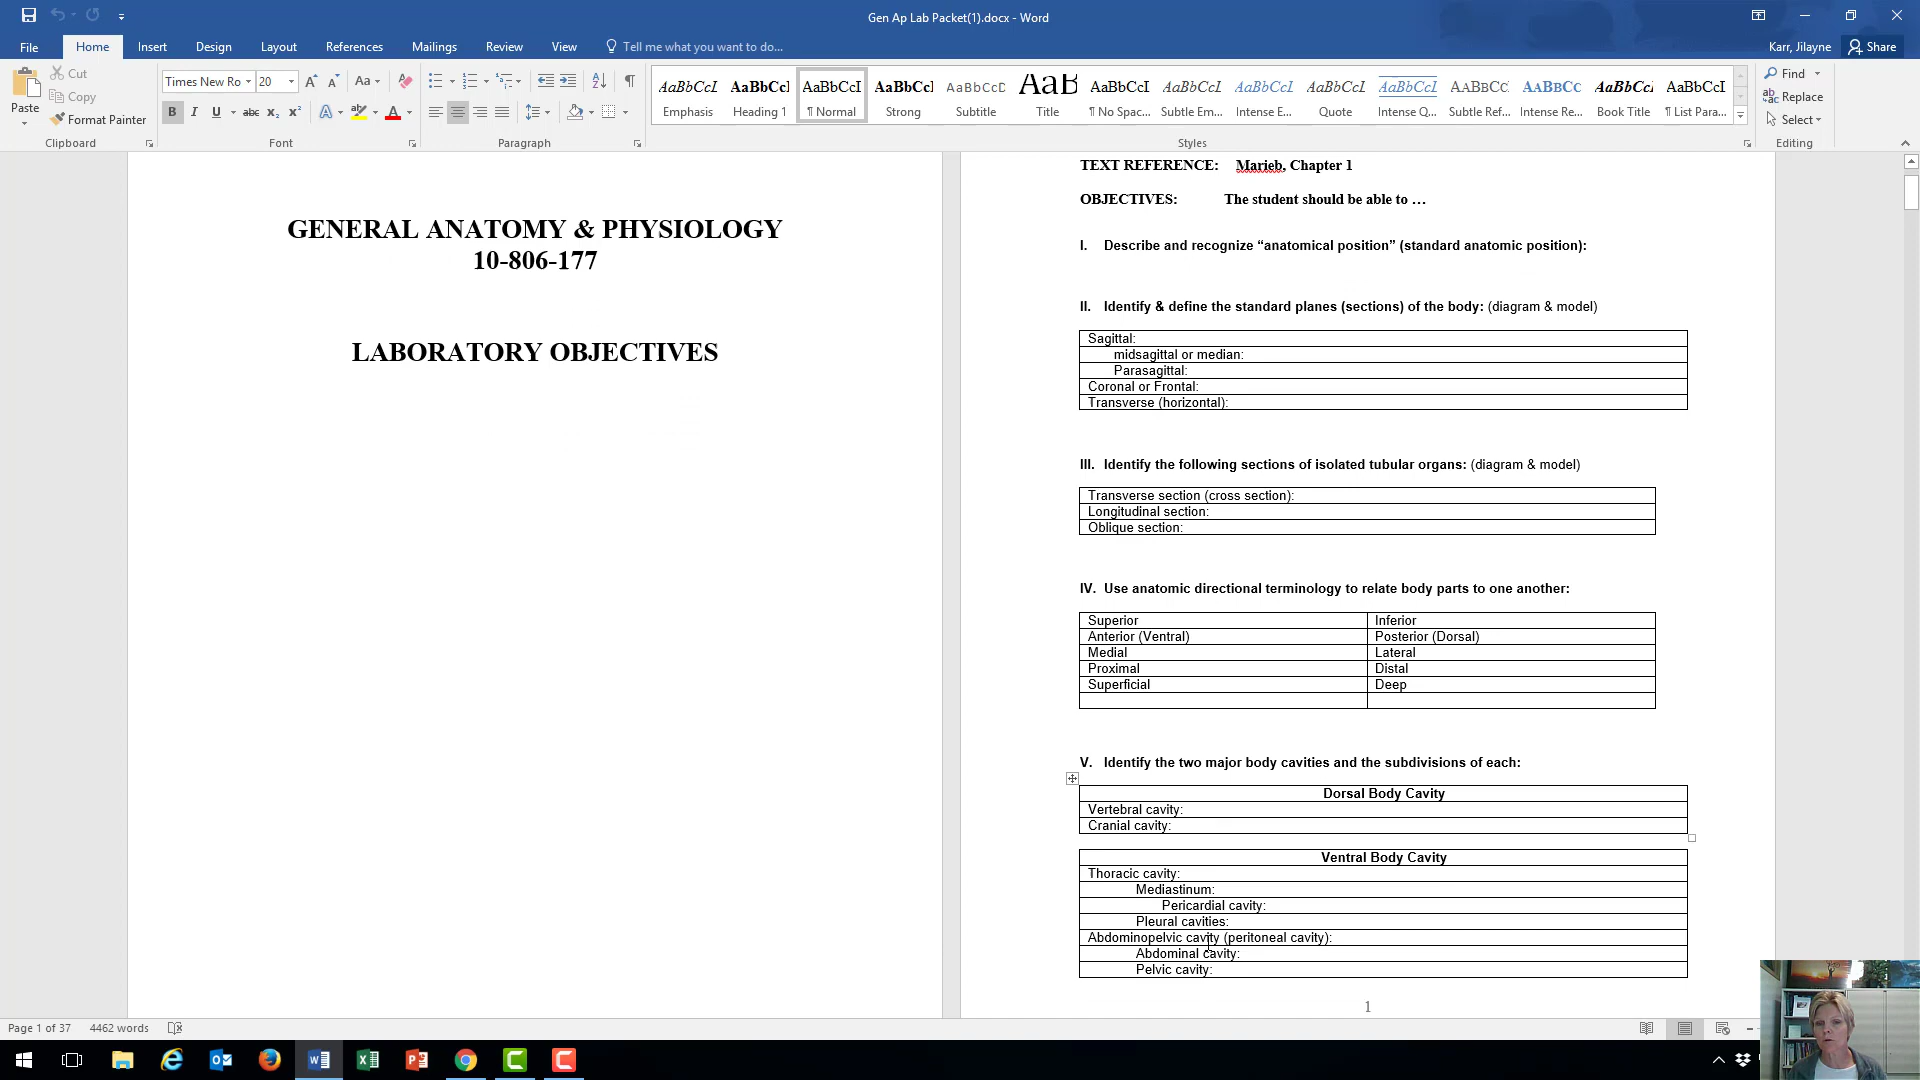 Gen Ap Lab Packet(1).docx - Word
File Home Insert Design Layout References Mailings Review View Tell me what you want to do... Karr, Jilayne Share
Paste
Cut
Copy
Format Painter
Clipboard
Times New Ro 20 Aa
B I U abc x₂ x² A A
Font
Paragraph
AaBbCcI AaBbCcI AaBbCcI AaBbCcI AaBbCcD AaB AaBbCcI AaBbCcI AaBbCcI AaBbCcI AaBbCcI AABBCC AABBCC AaBbCcI AaBbCcI
Emphasis Heading 1 ¶ Normal Strong Subtitle Title ¶ No Spac... Subtle Em... Intense E... Quote Intense Q... Subtle Ref... Intense Re... Book Title ¶ List Para...
Styles
Find
Replace
Select
Editing
GENERAL ANATOMY & PHYSIOLOGY
10-806-177
LABORATORY OBJECTIVES
TEXT REFERENCE: Marieb, Chapter 1
OBJECTIVES: The student should be able to …
I. Describe and recognize “anatomical position” (standard anatomic position):
II. Identify & define the standard planes (sections) of the body: (diagram & model)
Sagittal:
midsagittal or median:
Parasagittal:
Coronal or Frontal:
Transverse (horizontal):
III. Identify the following sections of isolated tubular organs: (diagram & model)
Transverse section (cross section):
Longitudinal section:
Oblique section:
IV. Use anatomic directional terminology to relate body parts to one another:
Superior Inferior
Anterior (Ventral) Posterior (Dorsal)
Medial Lateral
Proximal Distal
Superficial Deep
V. Identify the two major body cavities and the subdivisions of each:
Dorsal Body Cavity
Vertebral cavity:
Cranial cavity:
Ventral Body Cavity
Thoracic cavity:
Mediastinum:
Pericardial cavity:
Pleural cavities:
Abdominopelvic cavity (peritoneal cavity):
Abdominal cavity:
Pelvic cavity:
1
Page 1 of 37 4462 words